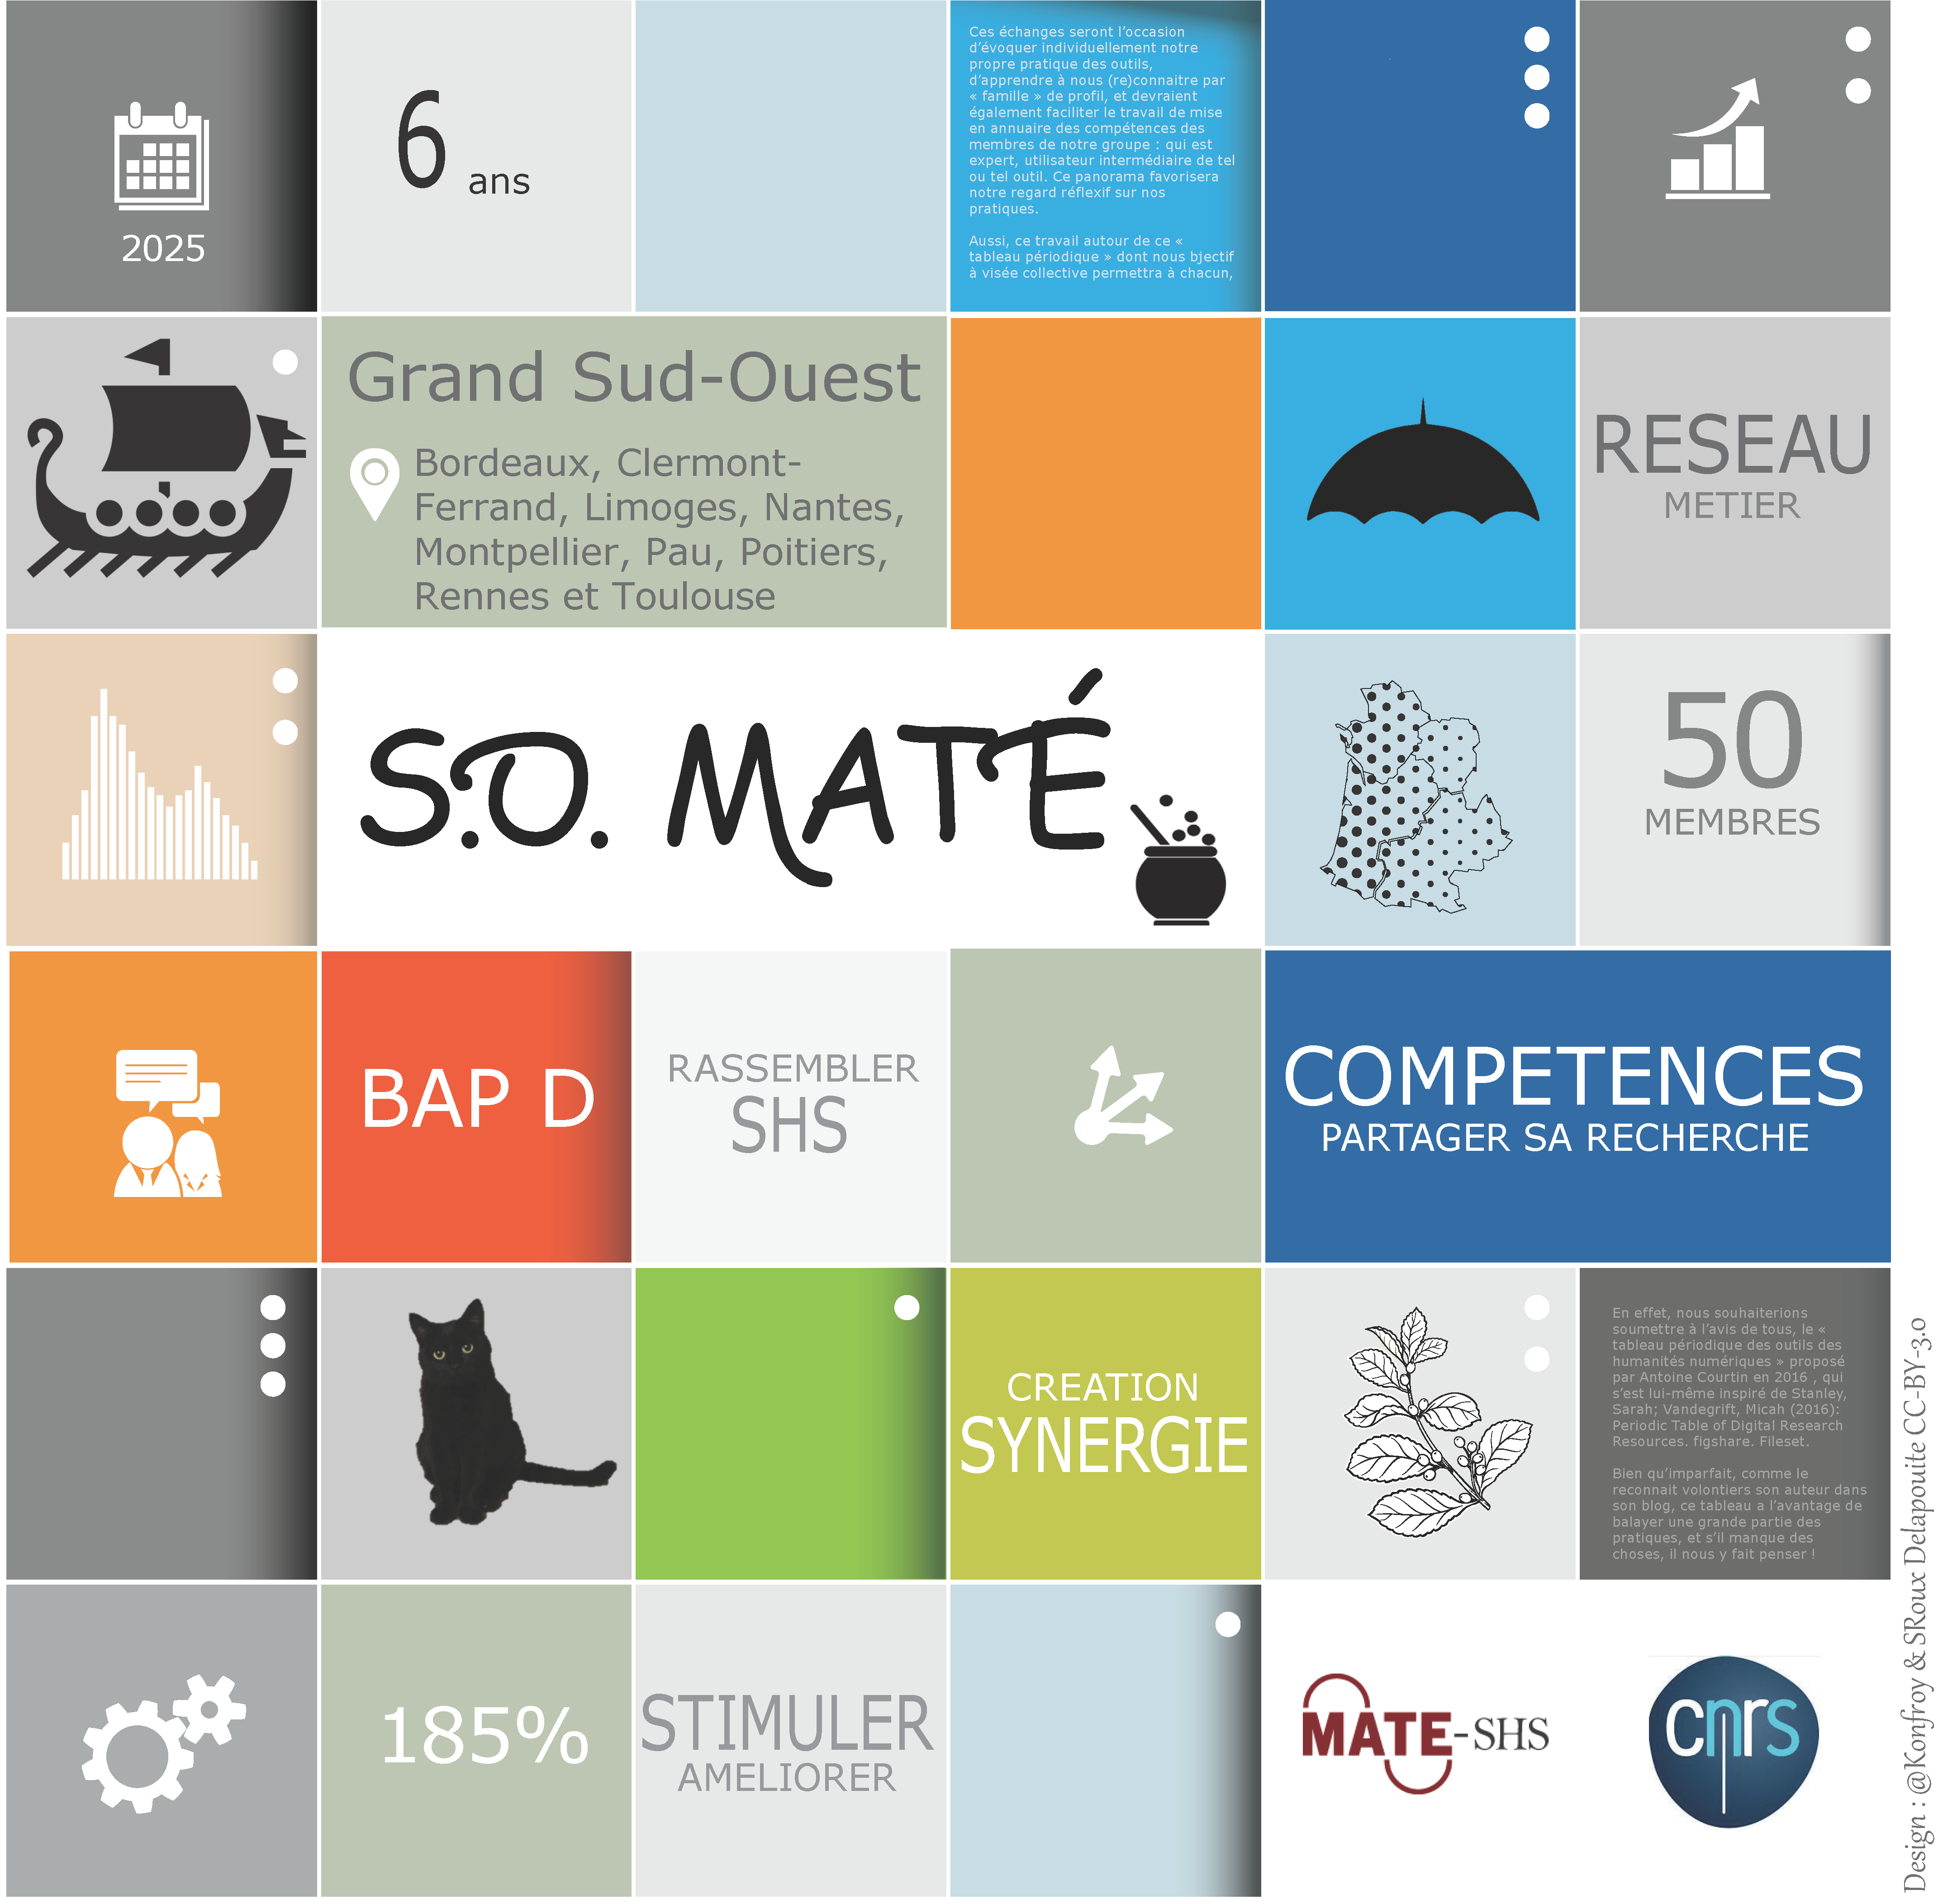 2025
6 ans
Ces échanges seront l'occasion
d'évoquer individuellement notre
propre pratique des outils,
d'apprendre à nous (re)connaitre par
« famille » de profil, et devraient
également faciliter le travail de mise
en annuaire des compétences des
membres de notre groupe : qui est
expert, utilisateur intermédiaire de tel
ou tel outil. Ce panorama favorisera
notre regard réflexif sur nos
pratiques.
Aussi, ce travail autour de ce «
tableau périodique » dont nous bjectif
à visée collective permettra à chacun,
Grand Sud-Ouest
Bordeaux, Clermont-
Ferrand, Limoges, Nantes,
Montpellier, Pau, Poitiers,
Rennes et Toulouse
RESEAU
METIER
S.O. MATÉ
50
MEMBRES
BAP D
RASSEMBLER
SHS
COMPETENCES
PARTAGER SA RECHERCHE
CREATION
SYNERGIE
En effet, nous souhaiterions
soumettre à l'avis de tous, le «
tableau périodique des outils des
humanités numériques » proposé
par Antoine Courtin en 2016 , qui
s'est lui-même inspiré de Stanley,
Sarah; Vandegrift, Micah (2016):
Periodic Table of Digital Research
Resources. figshare. Fileset.
Bien qu'imparfait, comme le
reconnait volontiers son auteur dans
son blog, ce tableau a l'avantage de
balayer une grande partie des
pratiques, et s'il manque des
choses, il nous y fait penser !
185%
STIMULER
AMELIORER
MATE-SHS
cnrs
Design : @Konfroy & SRoux Delapouite CC-BY-3.0